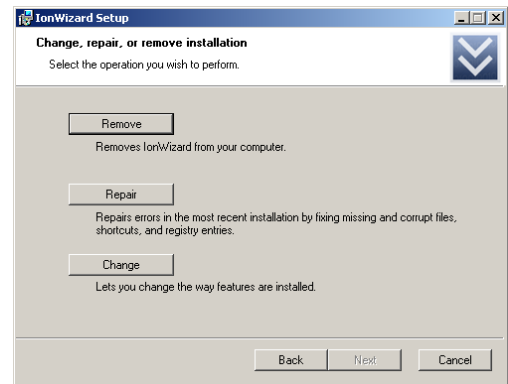 IonWizard Setup
Change, repair, or remove installation
Select the operation you wish to perform.
Remove
Removes IonWizard from your computer.
Repair
Repairs errors in the most recent installation by fixing missing and corrupt files,
shortcuts, and registry entries.
Change
Lets you change the way features are installed.
Back Next Cancel